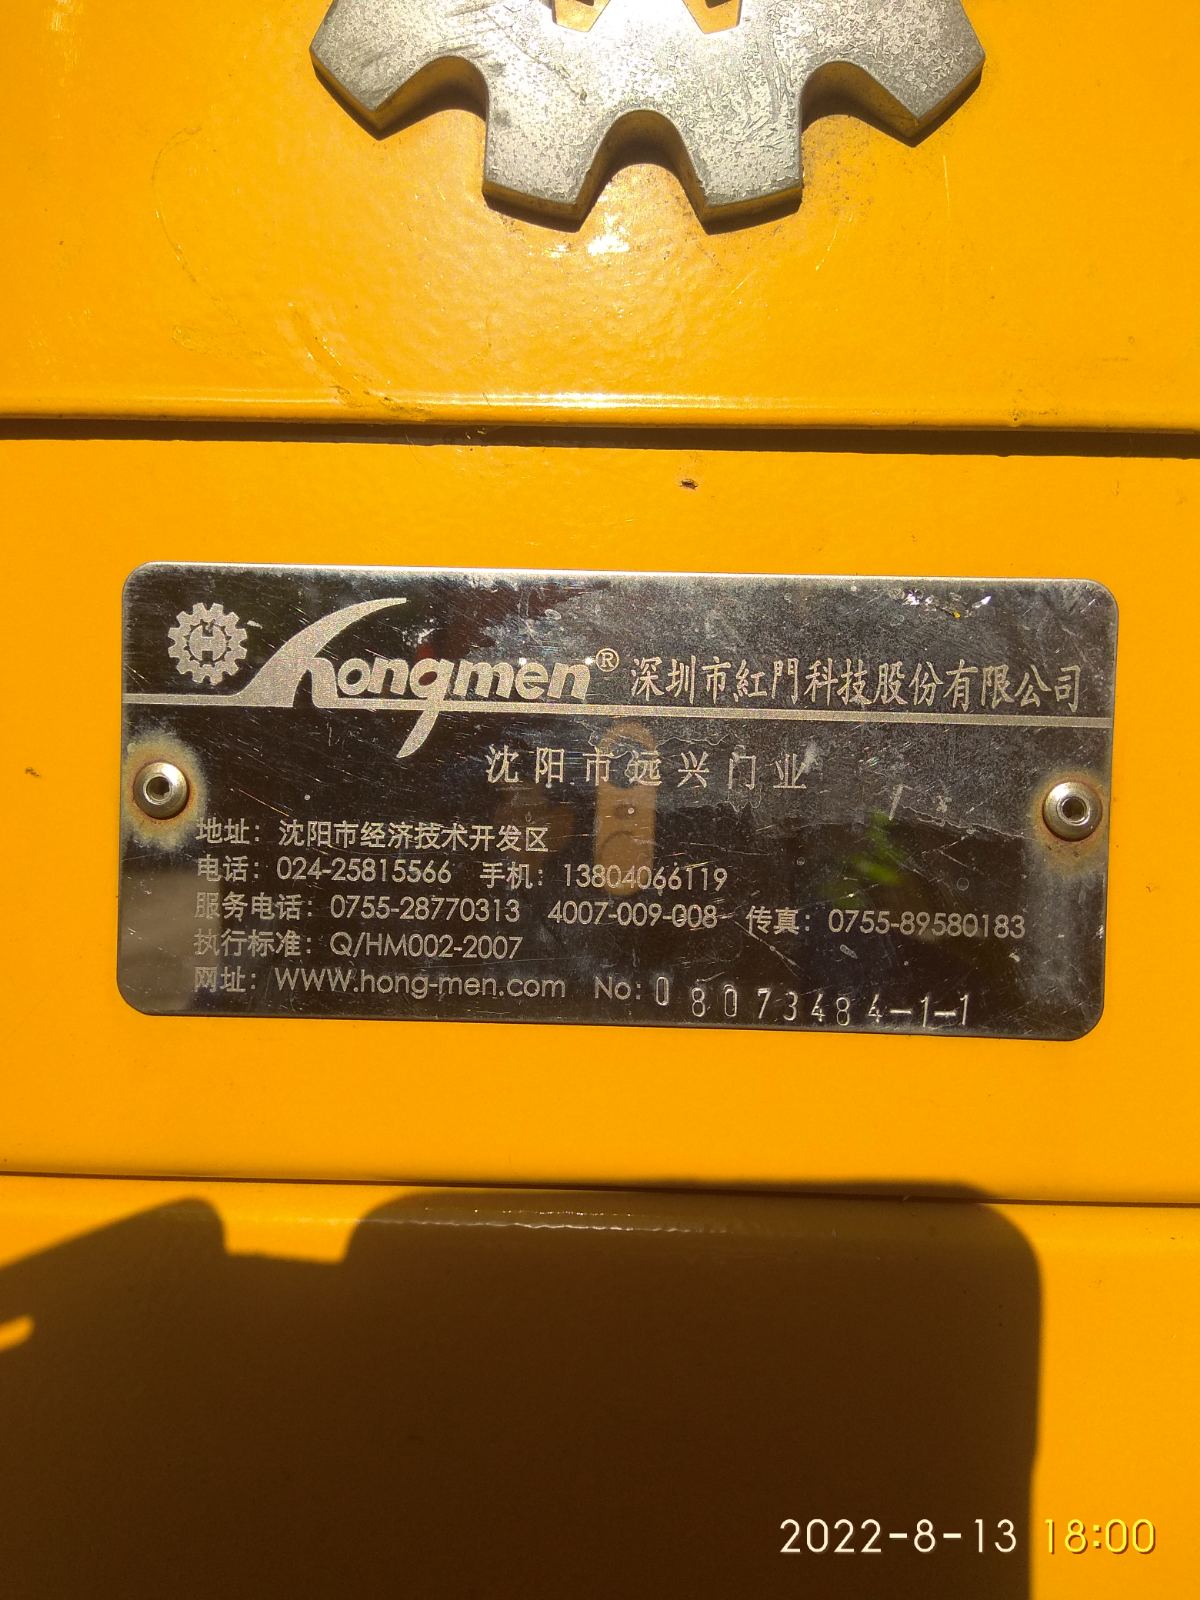 H
hongmen® 深圳市紅門科技股份有限公司
沈阳市远兴门业
地址：沈阳市经济技术开发区
电话：024-25815566 手机：13804066119
服务电话：0755-28770313 4007-009-008 传真：0755-89580183
执行标准：Q/HM002-2007
网址：WWW.hong-men.com No:08073484-1-1
2022-8-13 18:00